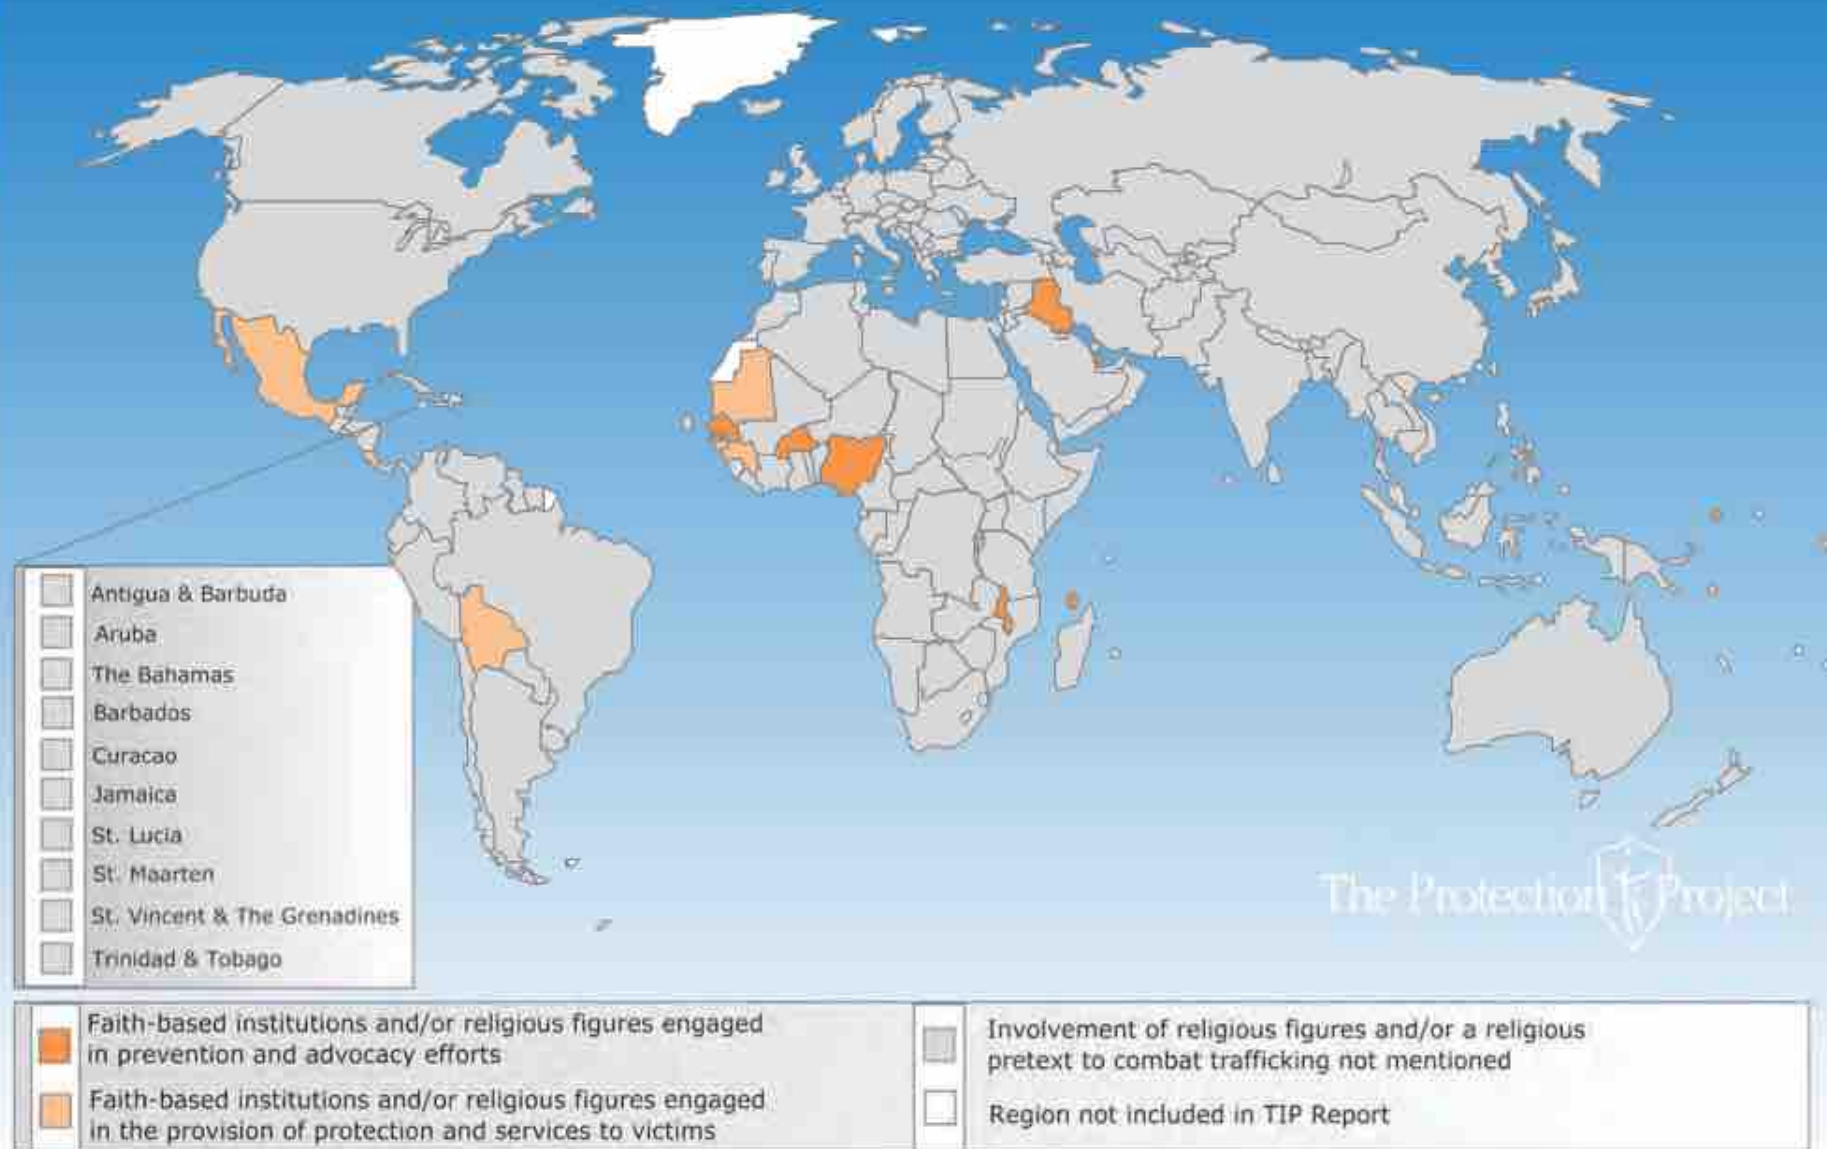 Antigua & Barbuda
Aruba
The Bahamas
Barbados
Curacao
Jamaica
St. Lucia
St. Maarten
St. Vincent & The Grenadines
Trinidad & Tobago
The Protection Project
Faith-based institutions and/or religious figures engaged
in prevention and advocacy efforts
Faith-based institutions and/or religious figures engaged
in the provision of protection and services to victims
Involvement of religious figures and/or a religious
pretext to combat trafficking not mentioned
Region not included in TIP Report